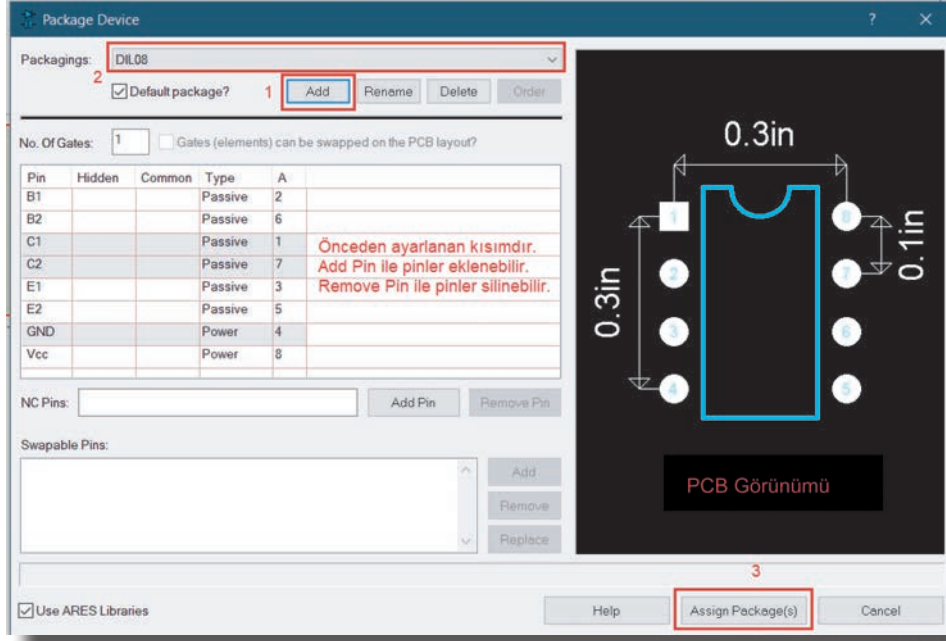 Package Device
? X
Packagings: DIL08
2
Default package? 1 Add Rename Delete Order
No. Of Gates: 1 Gates (elements) can be swapped on the PCB layout?
Pin Hidden Common Type A
B1 Passive 2
B2 Passive 6
C1 Passive 1 Önceden ayarlanan kısımdır.
C2 Passive 7 Add Pin ile pinler eklenebilir.
E1 Passive 3 Remove Pin ile pinler silinebilir.
E2 Passive 5
GND Power 4
Vcc Power 8
NC Pins: Add Pin Remove Pin
Swapable Pins:
Add
Remove
Replace
0.3in
1 8
0.1in
2 7
0.3in
3 6
4 5
PCB Görünümü
3
Use ARES Libraries Help Assign Package(s) Cancel